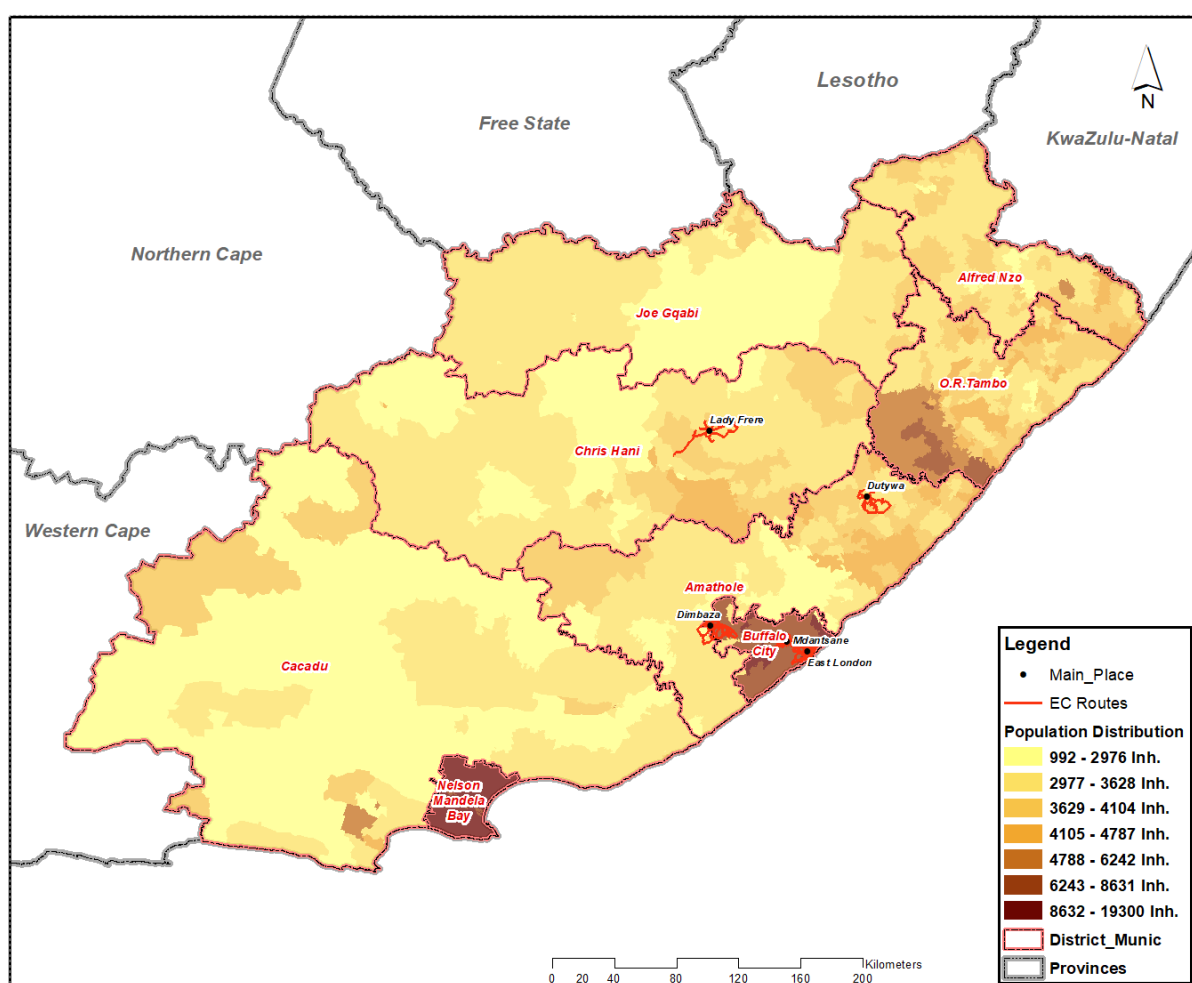 Lesotho
Free State
N
KwaZulu-Natal
Northern Cape
Alfred Nzo
Joe Gqabi
O.R.Tambo
Lady Frere
Chris Hani
Dutywa
Western Cape
Amathole
Dimbaza
Buffalo
City
Mdantsane
East London
Cacadu
Nelson
Mandela
Bay
Legend
Main_Place
EC Routes
Population Distribution
992 - 2976 Inh.
2977 - 3628 Inh.
3629 - 4104 Inh.
4105 - 4787 Inh.
4788 - 6242 Inh.
6243 - 8631 Inh.
8632 - 19300 Inh.
District_Munic
Provinces
Kilometers
0 20 40 80 120 160 200